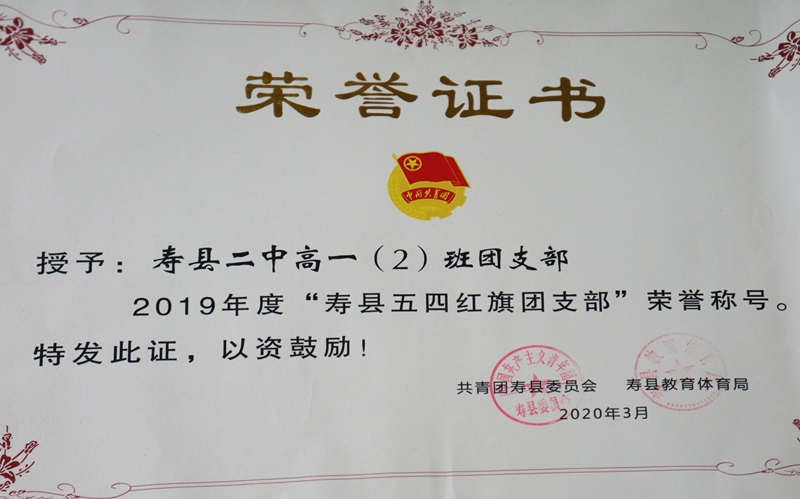 荣誉证书
中国共青团
授予：寿县二中高一（2）班团支部
2019年度“寿县五四红旗团支部”荣誉称号。
特发此证，以资鼓励！
共青团寿县委员会 寿县教育体育局
2020年3月